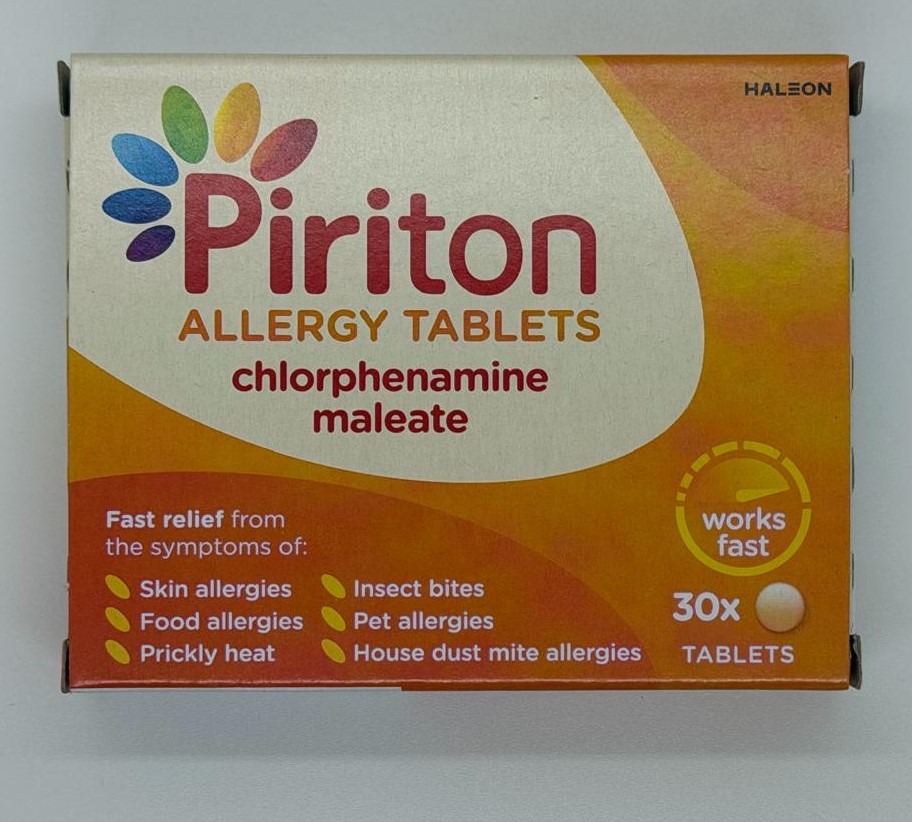 HALEON
Piriton
ALLERGY TABLETS
chlorphenamine
maleate
Fast relief from
the symptoms of:
Skin allergies
Food allergies
Prickly heat
Insect bites
Pet allergies
House dust mite allergies
works
fast
30x
TABLETS